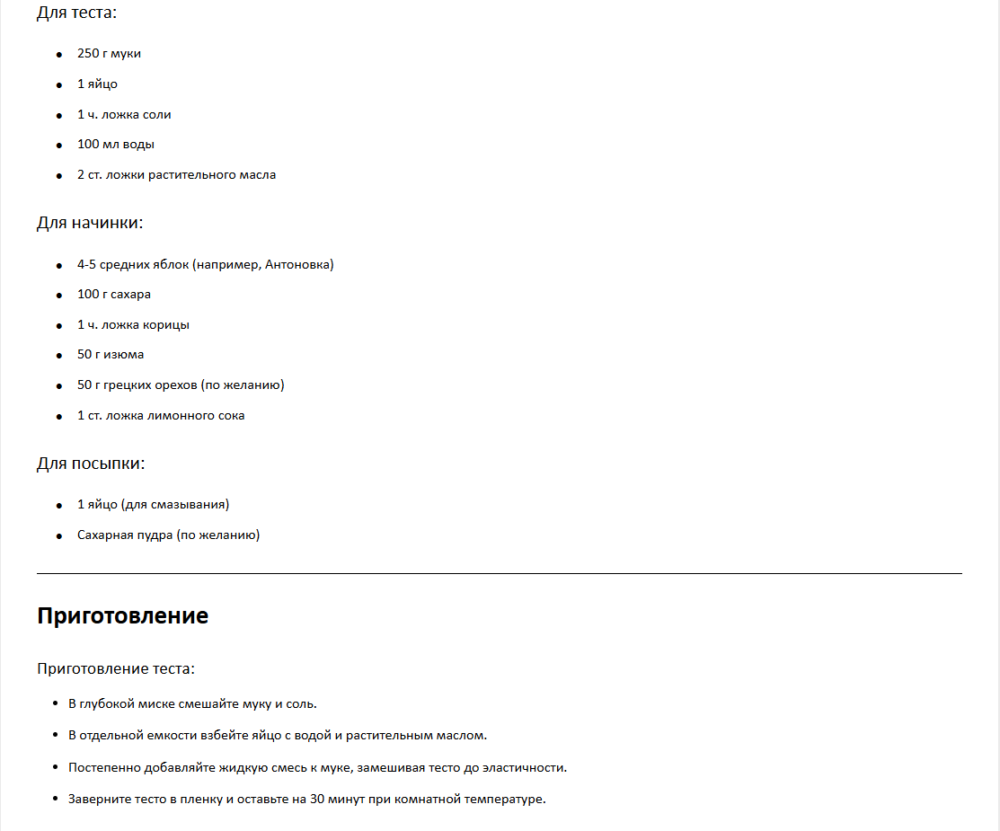 Для теста:
● 250 г муки
● 1 яйцо
● 1 ч. ложка соли
● 100 мл воды
● 2 ст. ложки растительного масла
Для начинки:
● 4-5 средних яблок (например, Антоновка)
● 100 г сахара
● 1 ч. ложка корицы
● 50 г изюма
● 50 г грецких орехов (по желанию)
● 1 ст. ложка лимонного сока
Для посыпки:
● 1 яйцо (для смазывания)
● Сахарная пудра (по желанию)
Приготовление
Приготовление теста:
• В глубокой миске смешайте муку и соль.
• В отдельной емкости взбейте яйцо с водой и растительным маслом.
• Постепенно добавляйте жидкую смесь к муке, замешивая тесто до эластичности.
• Заверните тесто в пленку и оставьте на 30 минут при комнатной температуре.